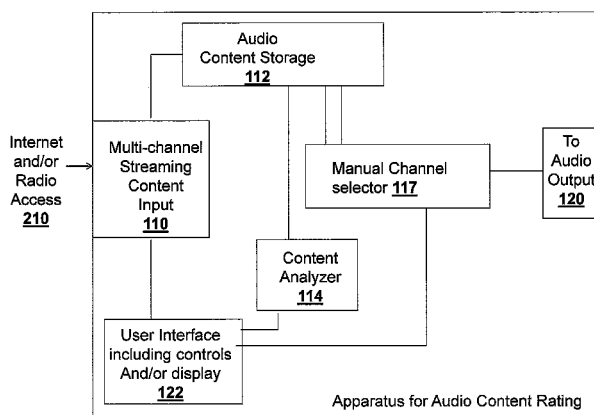 Audio
Content Storage
112
Internet
and/or
Radio
Access
210
Multi-channel
Streaming
Content
Input
110
Manual Channel
selector 117
To
Audio
Output
120
Content
Analyzer
114
User Interface
including controls
And/or display
122
Apparatus for Audio Content Rating